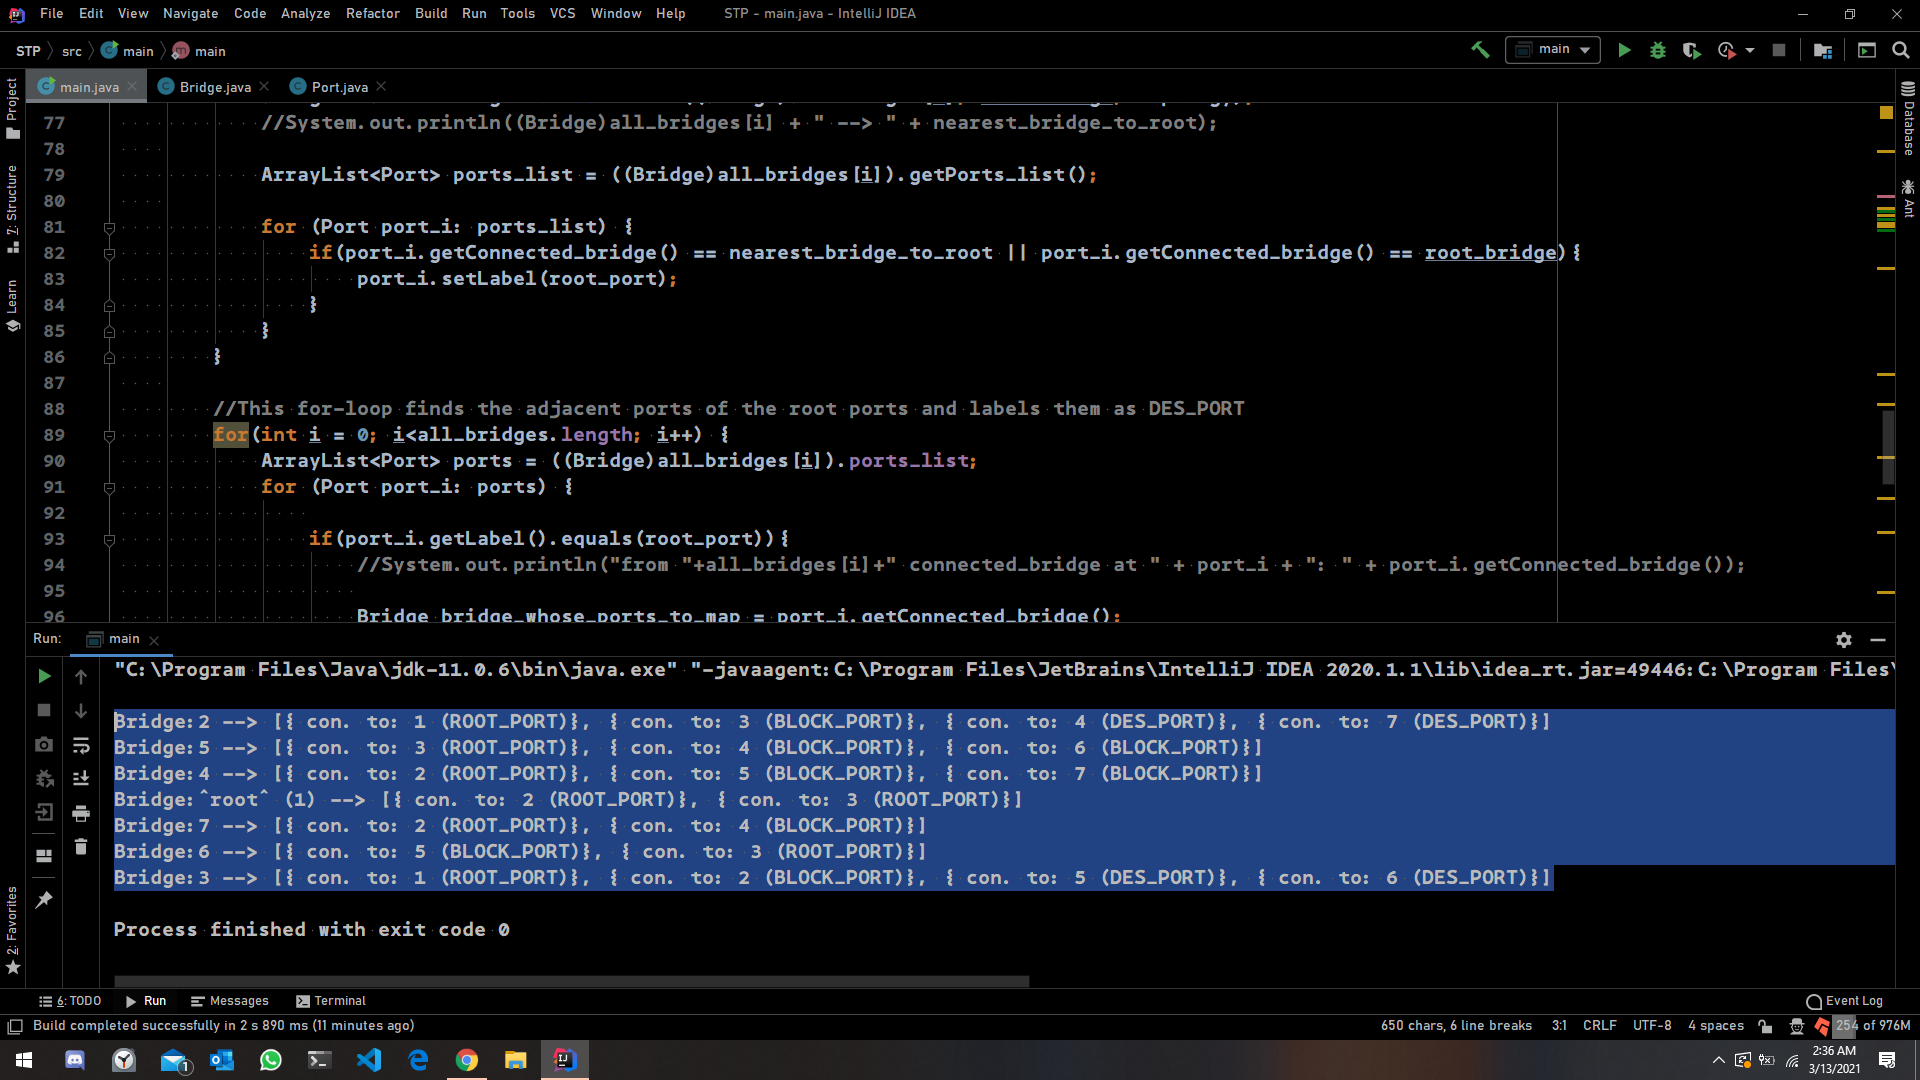 File Edit View Navigate Code Analyze Refactor Build Run Tools VCS Window Help STP - main.java - IntelliJ IDEA
STP src main main
main
main.java Bridge.java Port.java
77 //System.out.println((Bridge)all_bridges[i] + " --> " + nearest_bridge_to_root);
78
79 ArrayList<Port> ports_list = ((Bridge)all_bridges[i]).getPorts_list();
80
81 for (Port port_i: ports_list) {
82 if(port_i.getConnected_bridge() == nearest_bridge_to_root || port_i.getConnected_bridge() == root_bridge){
83 port_i.setLabel(root_port);
84 }
85 }
86 }
87
88 //This for-loop finds the adjacent ports of the root ports and labels them as DES_PORT
89 for(int i = 0; i<all_bridges.length; i++) {
90 ArrayList<Port> ports = ((Bridge)all_bridges[i]).ports_list;
91 for (Port port_i: ports) {
92
93 if(port_i.getLabel().equals(root_port)){
94 //System.out.println("from "+all_bridges[i]+" connected_bridge at " + port_i + ": " + port_i.getConnected_bridge());
95
96 Bridge bridge_whose_ports_to_map = port_i.getConnected_bridge();
Project
7: Structure
Learn
2: Favorites
Database
Ant
Run: main
"C:\Program Files\Java\jdk-11.0.6\bin\java.exe" "-javaagent:C:\Program Files\JetBrains\IntelliJ IDEA 2020.1.1\lib\idea_rt.jar=49446:C:\Program Files\
Bridge:2 --> [{ con. to: 1 (ROOT_PORT)}, { con. to: 3 (BLOCK_PORT)}, { con. to: 4 (DES_PORT)}, { con. to: 7 (DES_PORT)}]
Bridge:5 --> [{ con. to: 3 (ROOT_PORT)}, { con. to: 4 (BLOCK_PORT)}, { con. to: 6 (BLOCK_PORT)}]
Bridge:4 --> [{ con. to: 2 (ROOT_PORT)}, { con. to: 5 (BLOCK_PORT)}, { con. to: 7 (BLOCK_PORT)}]
Bridge:^root^ (1) --> [{ con. to: 2 (ROOT_PORT)}, { con. to: 3 (ROOT_PORT)}]
Bridge:7 --> [{ con. to: 2 (ROOT_PORT)}, { con. to: 4 (BLOCK_PORT)}]
Bridge:6 --> [{ con. to: 5 (BLOCK_PORT)}, { con. to: 3 (ROOT_PORT)}]
Bridge:3 --> [{ con. to: 1 (ROOT_PORT)}, { con. to: 2 (BLOCK_PORT)}, { con. to: 5 (DES_PORT)}, { con. to: 6 (DES_PORT)}]
Process finished with exit code 0
6: TODO Run Messages Terminal Event Log
Build completed successfully in 2 s 890 ms (11 minutes ago) 650 chars, 6 line breaks 3:1 CRLF UTF-8 4 spaces 254 of 976M
2:36 AM
3/13/2021